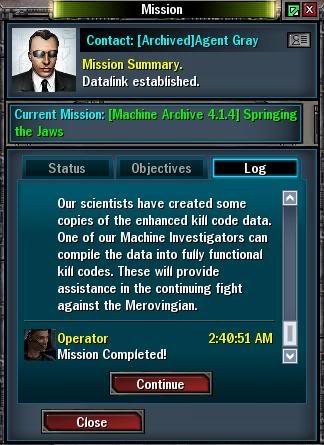 Mission
Contact: [Archived]Agent Gray
Mission Summary.
Datalink established.
Current Mission: [Machine Archive 4.1.4] Springing
the Jaws
Status
Objectives
Log
Our scientists have created some
copies of the enhanced kill code data.
One of our Machine Investigators can
compile the data into fully functional
kill codes. These will provide
assistance in the continuing fight
against the Merovingian.
Operator 2:40:51 AM
Mission Completed!
Continue
Close